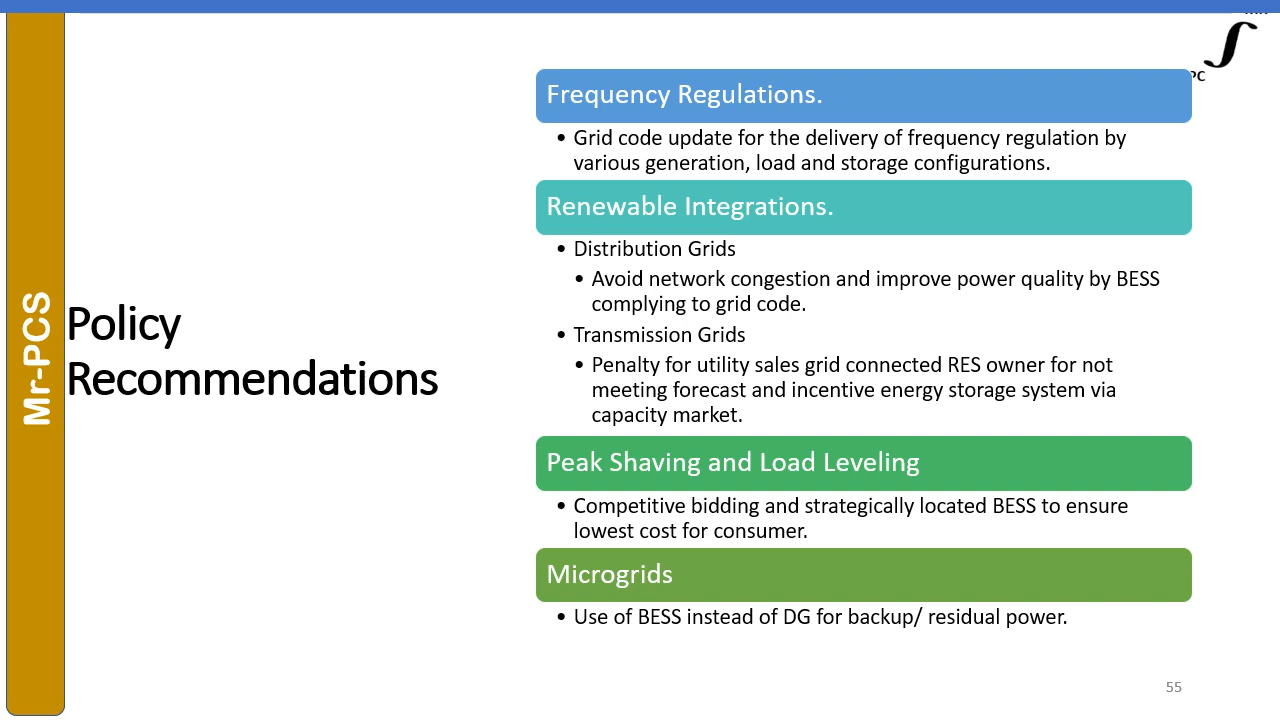 Mr-PCS
Policy
Recommendations
PC
Frequency Regulations.
• Grid code update for the delivery of frequency regulation by
various generation, load and storage configurations.
Renewable Integrations.
• Distribution Grids
• Avoid network congestion and improve power quality by BESS
complying to grid code.
• Transmission Grids
• Penalty for utility sales grid connected RES owner for not
meeting forecast and incentive energy storage system via
capacity market.
Peak Shaving and Load Leveling
• Competitive bidding and strategically located BESS to ensure
lowest cost for consumer.
Microgrids
• Use of BESS instead of DG for backup/ residual power.
55